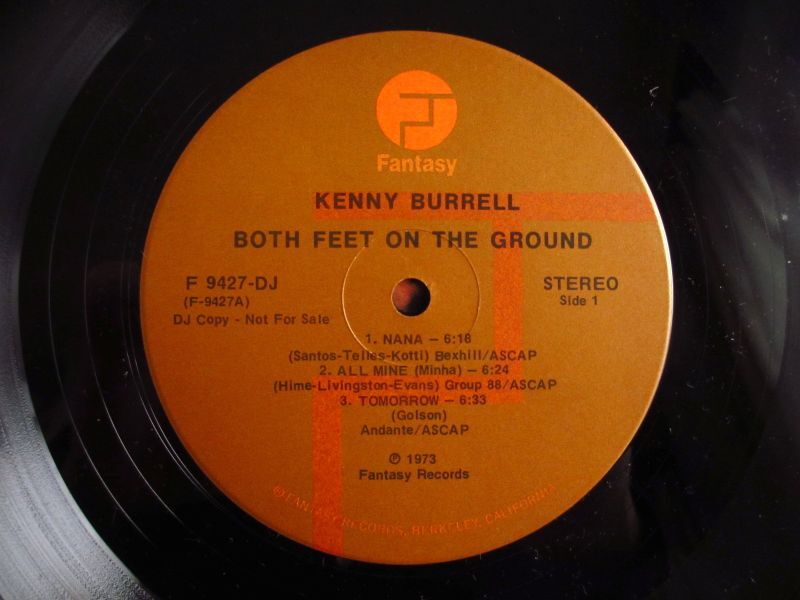 Fantasy
KENNY BURRELL
BOTH FEET ON THE GROUND
F 9427-DJ
(F-9427A)
DJ Copy - Not For Sale
STEREO
Side 1
1. NANA — 6:18
(Santos-Telles-Kotti) Bexhill/ASCAP
2. ALL MINE (Minha) — 6:24
(Hime-Livingston-Evans) Group 88/ASCAP
3. TOMORROW — 6:33
(Golson)
Andante/ASCAP
℗ 1973
Fantasy Records
® FANTASY RECORDS, BERKELEY, CALIFORNIA